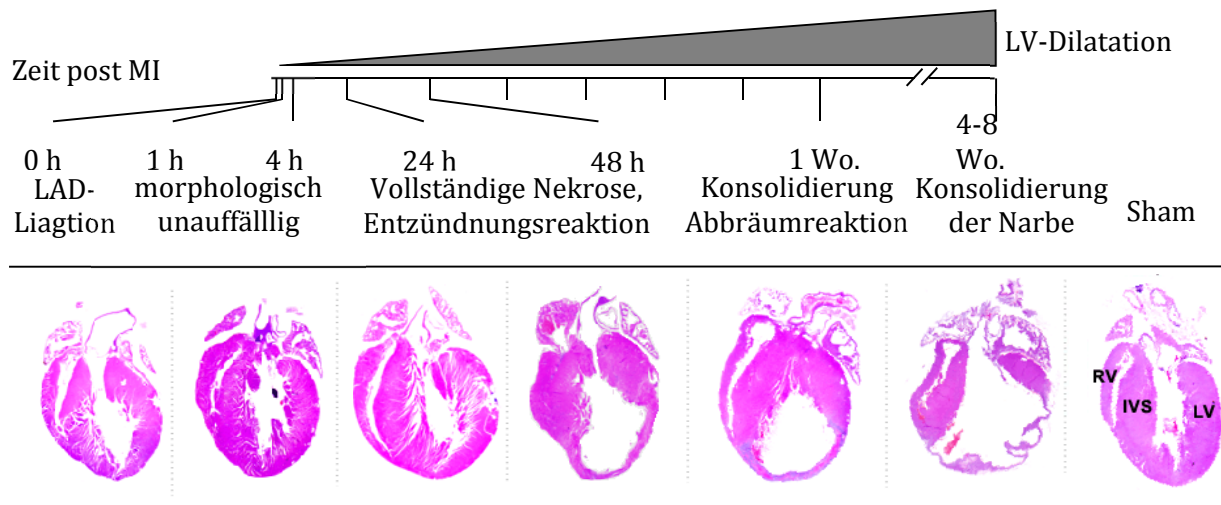 LV-Dilatation
Zeit post MI
0 h
1 h
4 h
24 h
48 h
1 Wo.
4-8
Wo.
LAD-
Liagtion
morphologisch
unaufälllig
Vollständige Nekrose,
Entzündnungsreaktion
Konsolidierung
Abbräumreaktion
Konsolidierung
der Narbe
Sham
RV
IVS
LV